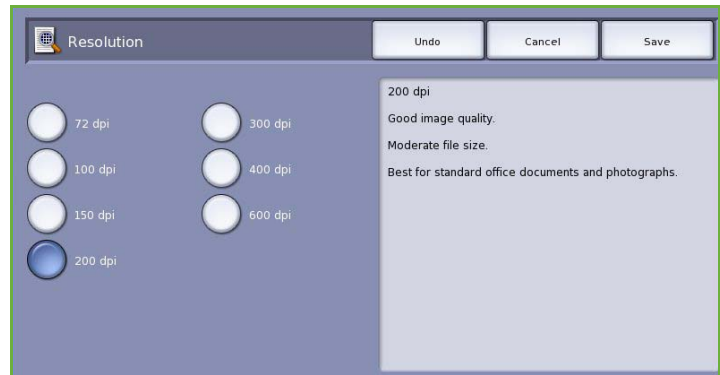 Resolution
Undo
Cancel
Save
72 dpi
100 dpi
150 dpi
200 dpi
300 dpi
400 dpi
600 dpi
200 dpi
Good image quality.
Moderate file size.
Best for standard office documents and photographs.